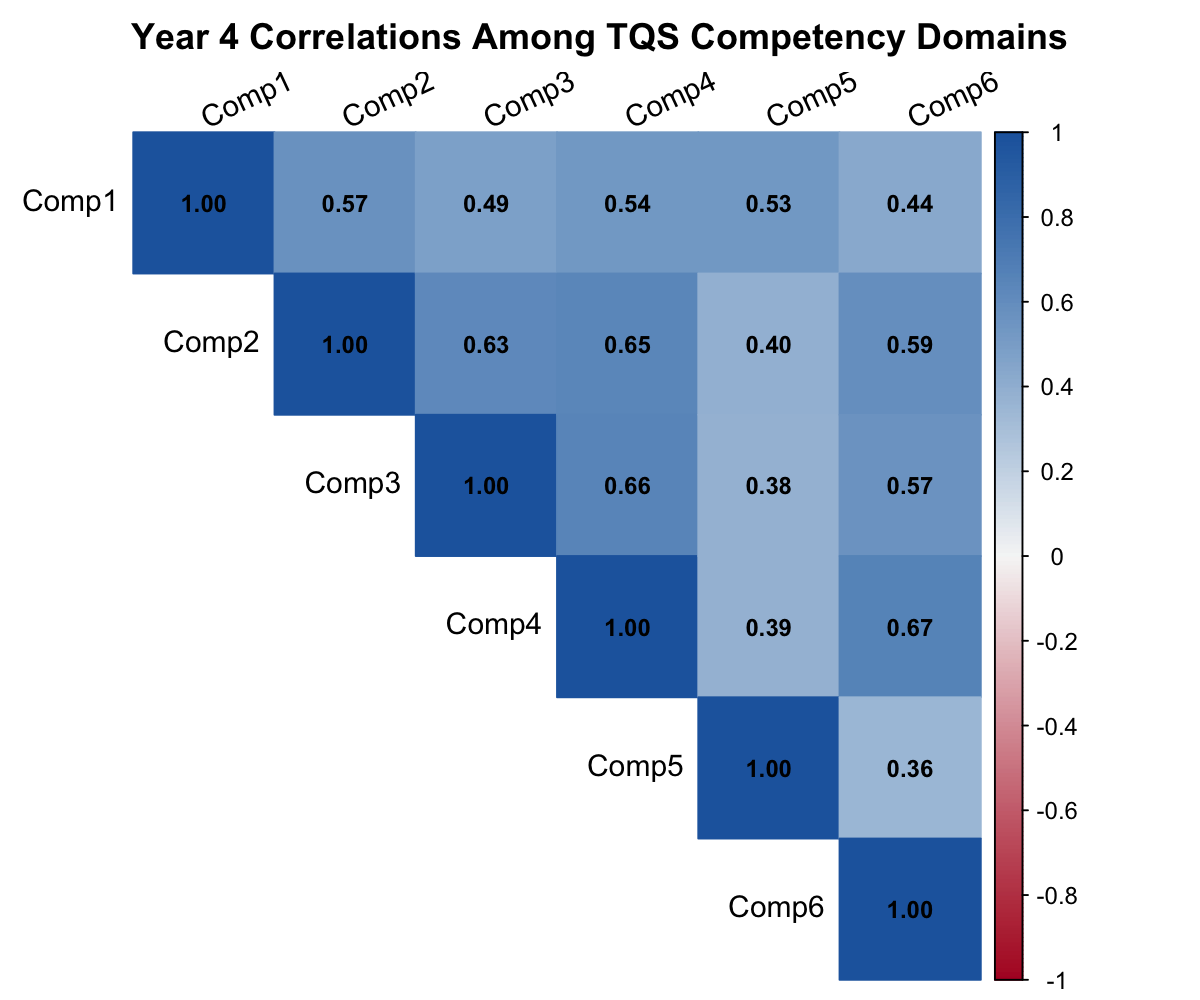 Year 4 Correlations Among TQS Competency Domains
Comp1 Comp2 Comp3 Comp4 Comp5 Comp6
Comp1 1.00 0.57 0.49 0.54 0.53 0.44
Comp2 1.00 0.63 0.65 0.40 0.59
Comp3 1.00 0.66 0.38 0.57
Comp4 1.00 0.39 0.67
Comp5 1.00 0.36
Comp6 1.00
1
0.8
0.6
0.4
0.2
0
-0.2
-0.4
-0.6
-0.8
-1